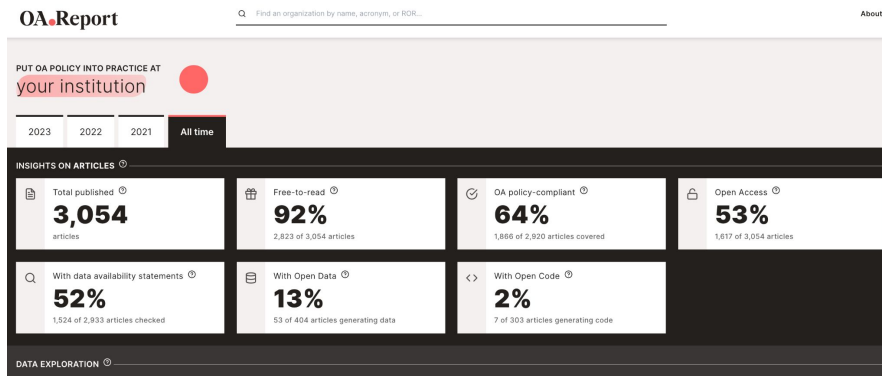 OA.Report
Find an organization by name, acronym, or ROR...
About
PUT OA POLICY INTO PRACTICE AT
your institution
2023
2022
2021
All time
INSIGHTS ON ARTICLES
Total published
3,054
articles
Free-to-read
92%
2,823 of 3,054 articles
OA policy-compliant
64%
1,866 of 2,920 articles covered
Open Access
53%
1,617 of 3,054 articles
With data availability statements
52%
1,524 of 2,933 articles checked
With Open Data
13%
53 of 404 articles generating data
With Open Code
2%
7 of 303 articles generating code
DATA EXPLORATION